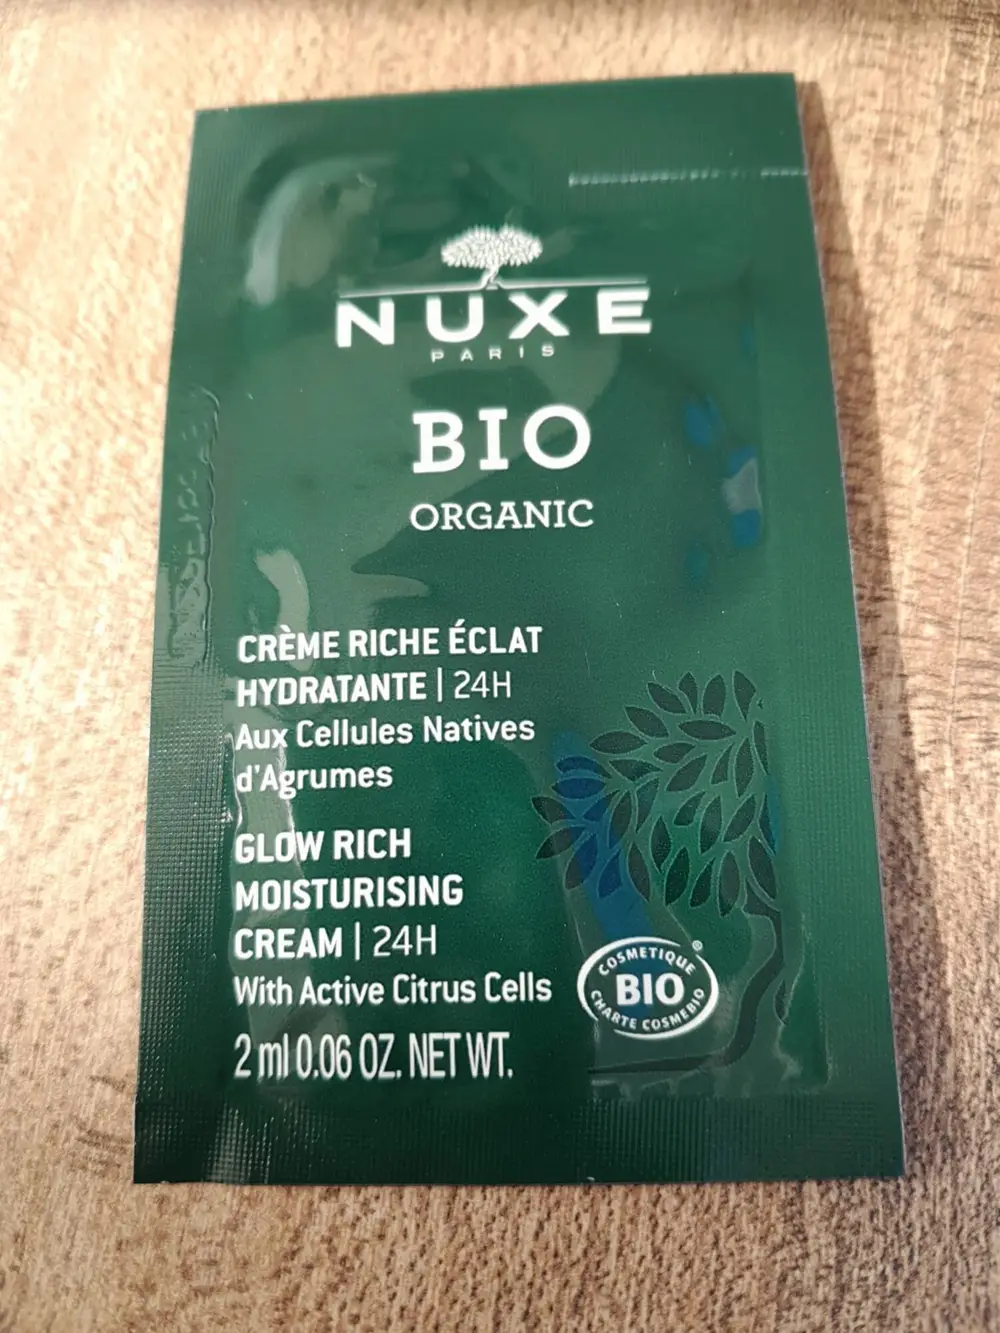 NUXE
PARIS
BIO
ORGANIC
CRÈME RICHE ÉCLAT
HYDRATANTE | 24H
Aux Cellules Natives
d'Agrumes
GLOW RICH
MOISTURISING
CREAM | 24H
With Active Citrus Cells
2 ml 0.06 OZ. NET WT.
COSMETIQUE ®
BIO
CHARTE COSMEBIO